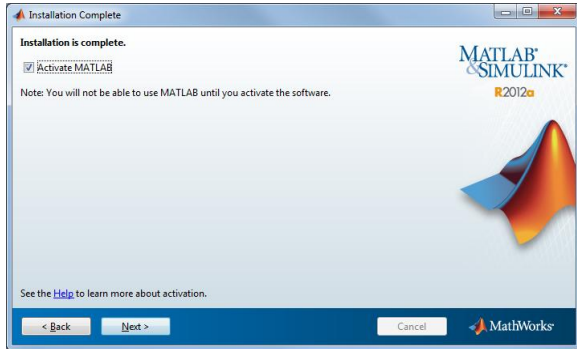 Installation Complete
Installation is complete.
Activate MATLAB
Note: You will not be able to use MATLAB until you activate the software.
MATLAB®
&SIMULINK®
R2012a
See the Help to learn more about activation.
< Back
Next >
Cancel
MathWorks®